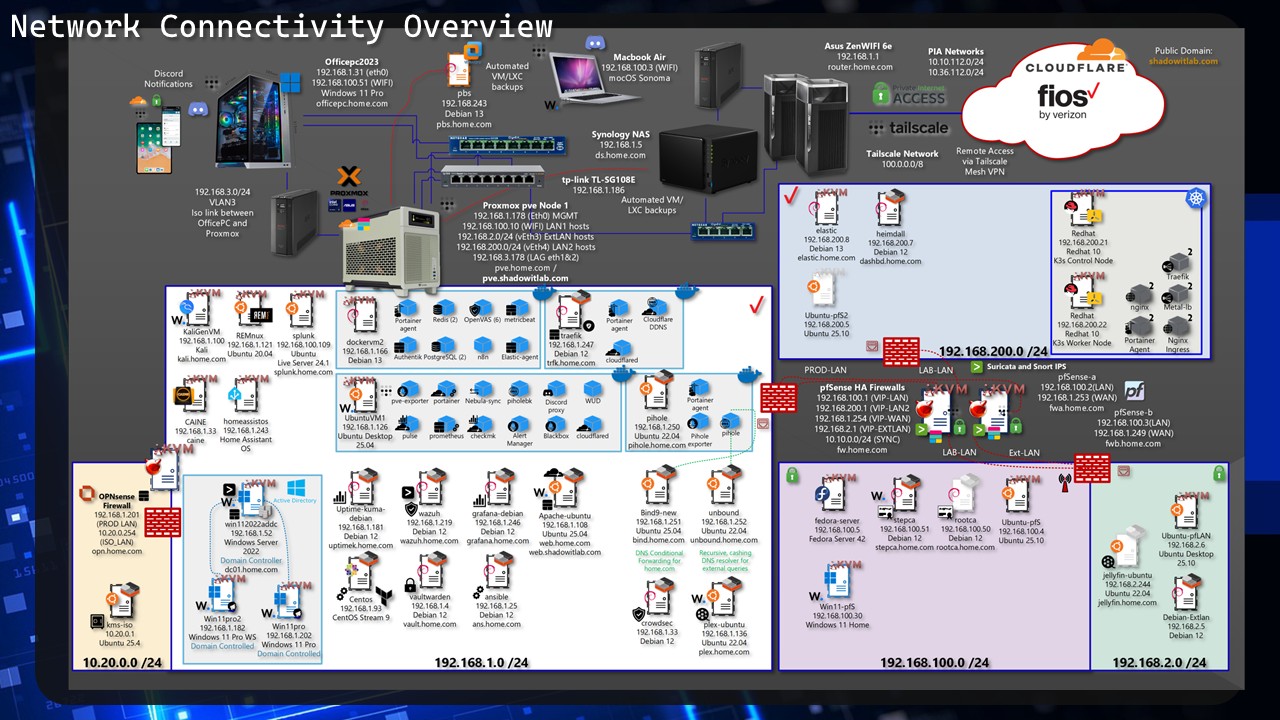 Network Connectivity Overview
Discord
Notifications
Officepc2023
192.168.1.31 (eth0)
192.168.100.51 (WIFI)
Windows 11 Pro
officepc.home.com
Automated
VM/LXC
backups
pbs
192.168.243
Debian 13
pbs.home.com
Macbook Air
192.168.100.3 (WIFI)
mocOS Sonoma
Asus ZenWIFI 6e
192.168.1.1
router.home.com
PIA Networks
10.10.112.0/24
10.36.112.0/24
Private Internet
ACCESS
tailscale
Tailscale Network
100.0.0.0/8
CLOUDFLARE
fios
by verizon
Public Domain:
shadowitlab.com
Remote Access
via Tailscale
Mesh VPN
Synology NAS
192.168.1.5
ds.home.com
tp-link TL-SG108E
192.168.1.186
Automated VM/
LXC backups
192.168.3.0/24
VLAN3
Iso link between
OfficePC and
Proxmox
PROXMOX
Proxmox pve Node 1
192.168.1.178 (Eth0) MGMT
192.168.100.10 (WIFI) LAN1 hosts
192.168.2.0/24 (vEth3) ExtLAN hosts
192.168.200.0/24 (vEth4) LAN2 hosts
192.168.3.178 (LAG eth1&2)
pve.home.com /
pve.shadowitlab.com
KVM
elastic
192.168.200.8
Debian 13
elastic.home.com
KVM
heimdall
192.168.200.7
Debian 12
dashbd.home.com
Ubuntu-pfS2
192.168.200.5
Ubuntu 25.10
KVM
Redhat
192.168.200.21
Redhat 10
K3s Control Node
KVM
Redhat
192.168.200.22
Redhat 10
K3s Worker Node
2
Traefik
2
nginx
2
Metal-lb
2
Portainer
Agent
2
Nginx
Ingress
192.168.200.0 /24
KVM
W.
KaliGenVM
192.168.1.100
Kali
kali.home.com
KVM
REM
REMnux
192.168.1.121
Ubuntu 20.04
KVM
splunk
192.168.100.109
Ubuntu
Live Server 24.1
splunk.home.com
KVM
dockervm2
192.168.1.166
Debian 13
Portainer
agent
Redis (2)
OpenVAS (6)
metricbeat
Authentik
PostgreSQL (2)
n8n
Elastic-agent
traefik
192.168.1.247
Debian 12
trfk.home.com
Portainer
agent
Cloudflare
DDNS
cloudflared
KVM
CAINE
CAINE
192.168.1.33
caine
KVM
homeassistos
192.168.1.243
Home Assistant
OS
KVM
W.
UbuntuVM1
192.168.1.126
Ubuntu Desktop
25.04
pve-exporter
portainer
Nebula-sync
piholebk
Discord
proxy
WUD
pulse
prometheus
checkmk
Alert
Manager
Blackbox
cloudflared
pihole
192.168.1.250
Ubuntu 22.04
pihole.home.com
Portainer
agent
Pihole
exporter
pihole
PROD-LAN
LAB-LAN
Suricata and Snort IPS
pfSense HA Firewalls
192.168.100.1 (VIP-LAN)
192.168.200.1 (VIP-LAN2
192.168.1.254 (VIP-WAN)
192.168.2.1 (VIP-EXTLAN)
10.10.0.0/24 (SYNC)
fw.home.com
KVM
KVM
pfSense-a
192.168.100.2(LAN)
192.168.1.253 (WAN)
fwa.home.com
pf
pfSense-b
192.168.100.3(LAN)
192.168.1.249 (WAN)
fwb.home.com
LAB-LAN
Ext-LAN
KVM
OPNsense
Firewall
192.168.1.201
(PROD LAN)
10.20.0.254
(ISO_LAN)
opn.home.com
KVM
kms-iso
10.20.0.1
Ubuntu 25.4
10.20.0.0 /24
KVM
W.
Active Directory
win112022addc
192.168.1.52
Windows Server
2022
Domain Controller
dc01.home.com
KVM
W.
Win11pro2
192.168.1.182
Windows 11 Pro WS
Domain Controlled
KVM
W.
Win11pro
192.168.1.202
Windows 11 Pro
Domain Controlled
Uptime-kuma-
debian
192.168.1.181
Debian 12
uptimek.home.com
wazuh
192.168.1.219
Debian 12
wazuh.home.com
grafana-debian
192.168.1.246
Debian 12
grafana.home.com
W.
Apache-ubuntu
192.168.1.108
Ubuntu 25.04
web.home.com
web.shadowitlab.com
Bind9-new
192.168.1.251
Ubuntu 25.04
bind.home.com
DNS Conditional
Forwarding for
home.com
unbound
192.168.1.252
Ubuntu 22.04
unbound.home.com
Recursive, cashing
DNS resolver for
external queries
Centos
192.168.1.93
CentOS Stream 9
vaultwarden
192.168.1.4
Debian 12
vault.home.com
ansible
192.168.1.25
Debian 12
ans.home.com
crowdsec
192.168.1.33
Debian 12
W.
plex-ubuntu
192.168.1.136
Ubuntu 22.04
plex.home.com
192.168.1.0 /24
KVM
fedora-server
192.168.100.5
Fedora Server 42
W.
stepca
192.168.100.51
Debian 12
stepca.home.com
rootca
192.168.100.50
Debian 12
rootca.home.com
KVM
Ubuntu-pfS
192.168.100.4
Ubuntu 25.10
KVM
W.
Win11-pfS
192.168.100.30
Windows 11 Home
192.168.100.0 /24
KVM
Ubuntu-pfLAN
192.168.2.6
Ubuntu Desktop
25.10
jellyfin-ubuntu
192.168.2.244
Ubuntu 22.04
jellyfin.home.com
KVM
Debian-Extlan
192.168.2.5
Debian 12
192.168.2.0 /24